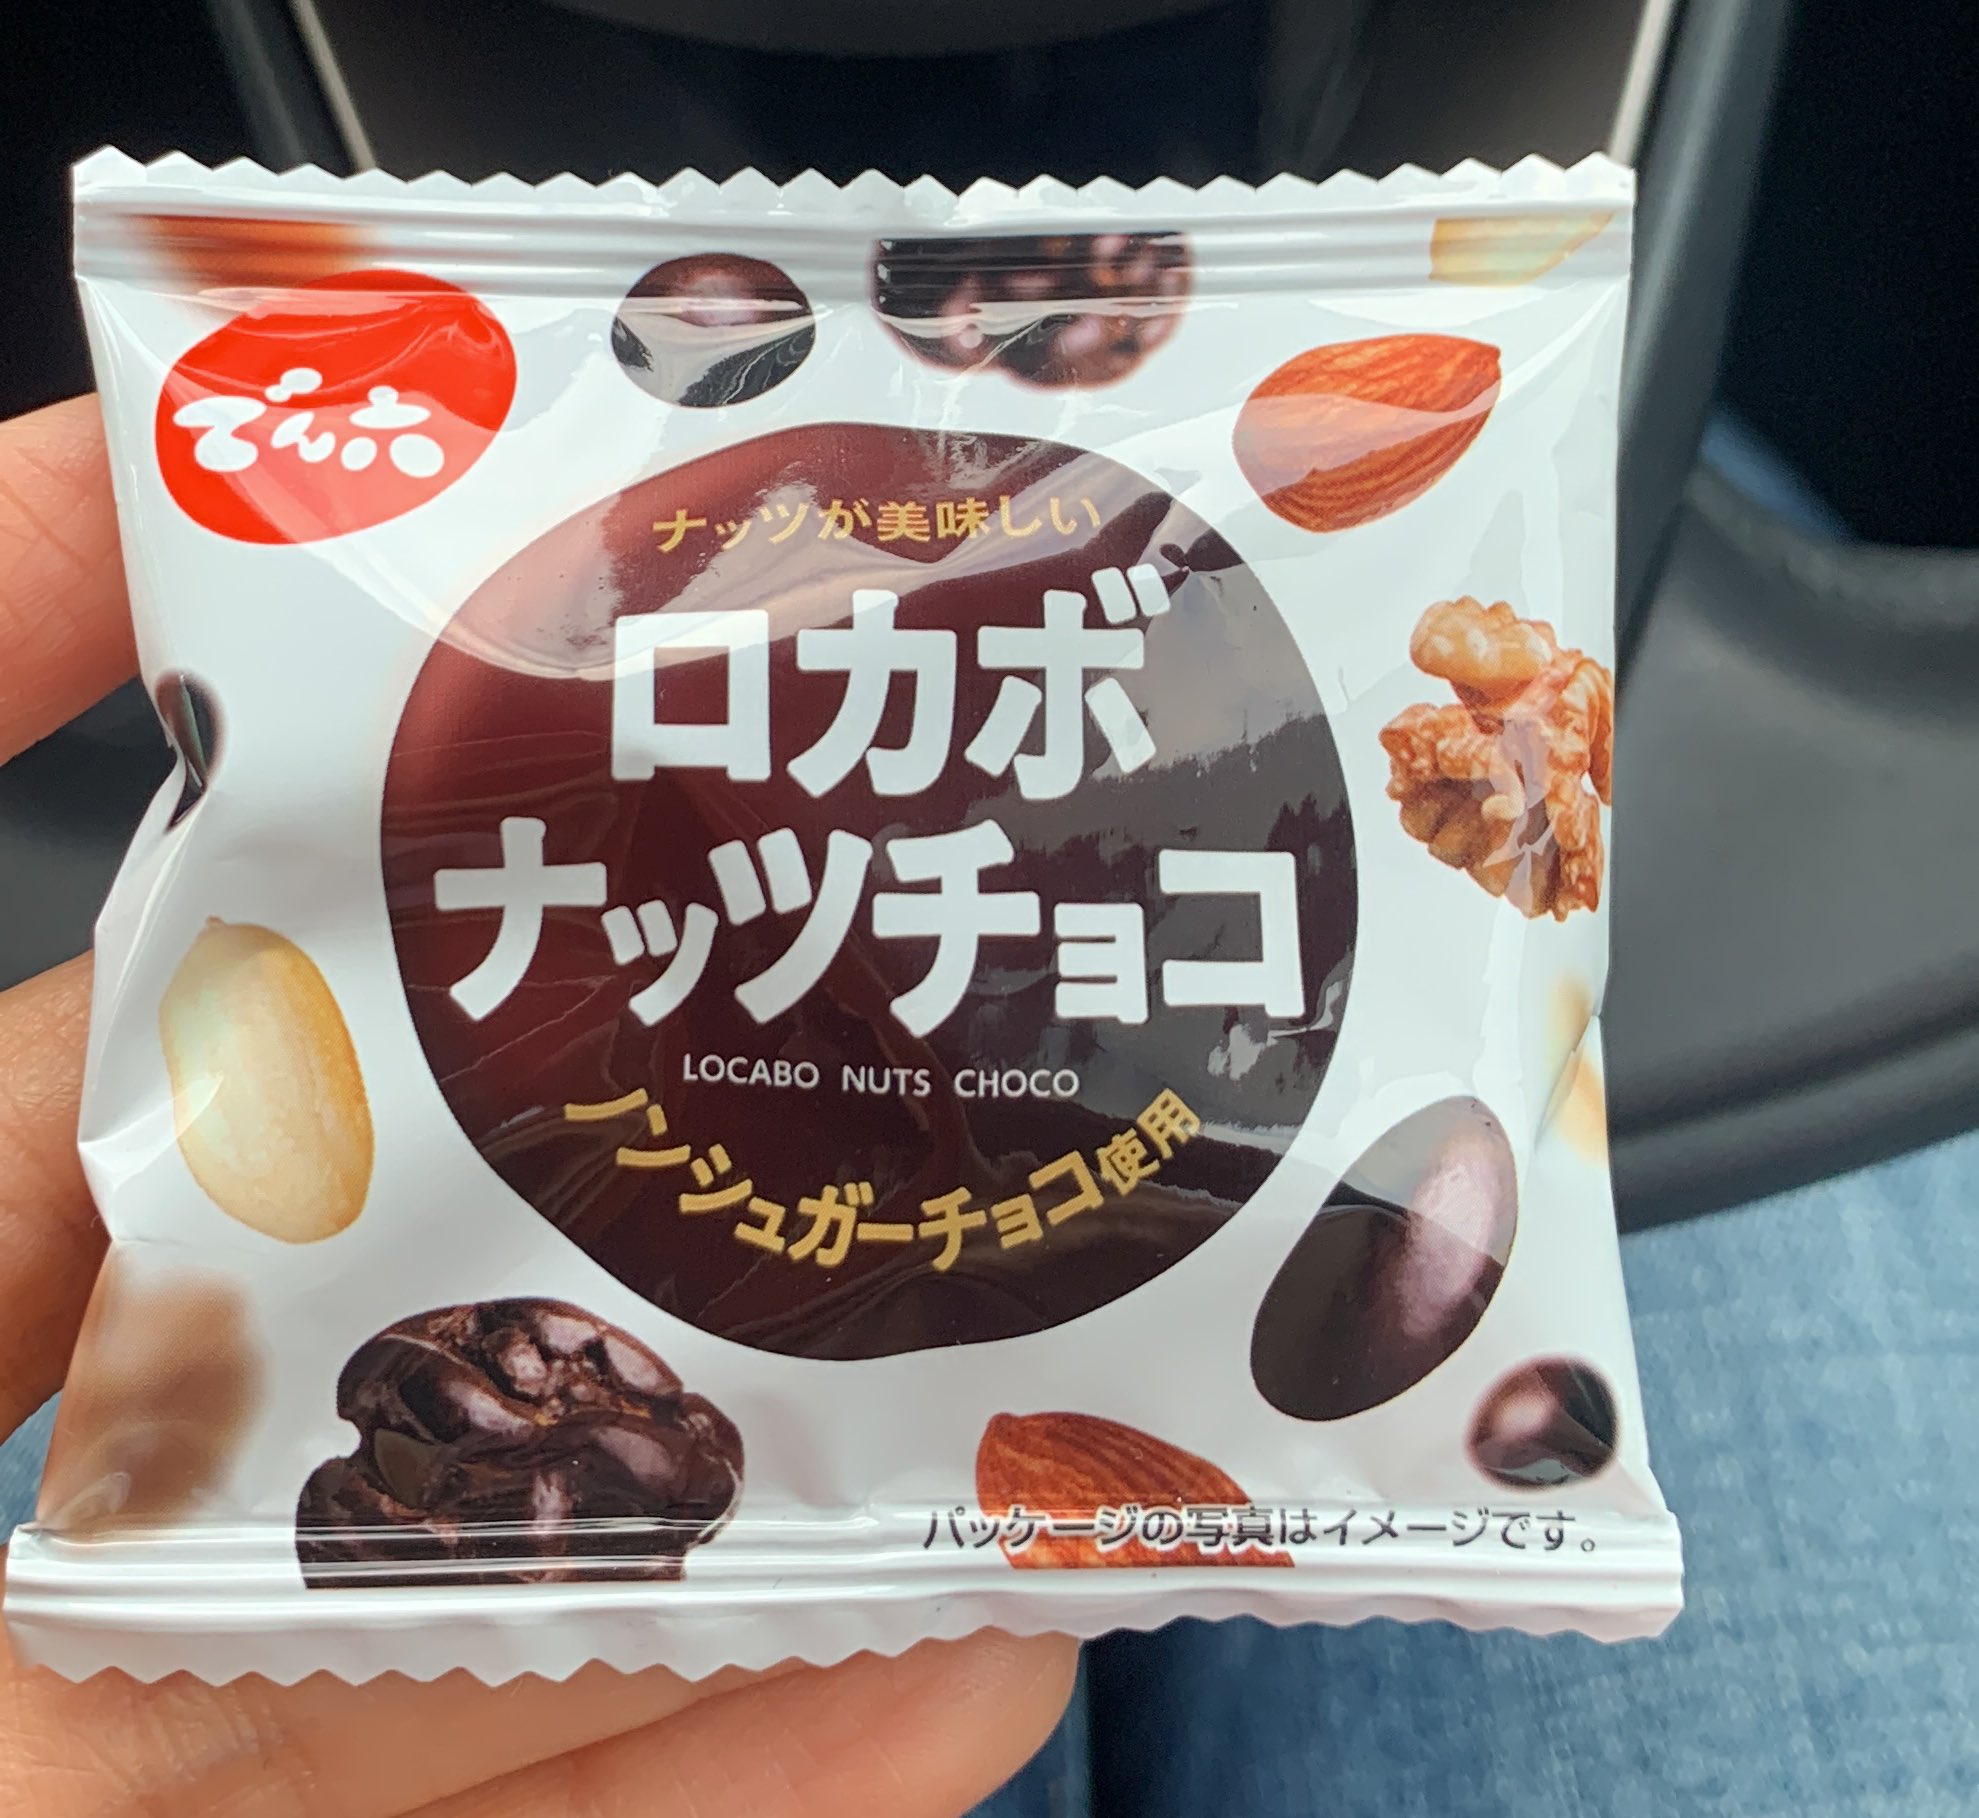 でん六
ナッツが美味しい
ロカボ
ナッツチョコ
LOCABO NUTS CHOCO
ノンシュガーチョコ使用
パッケージの写真はイメージです。